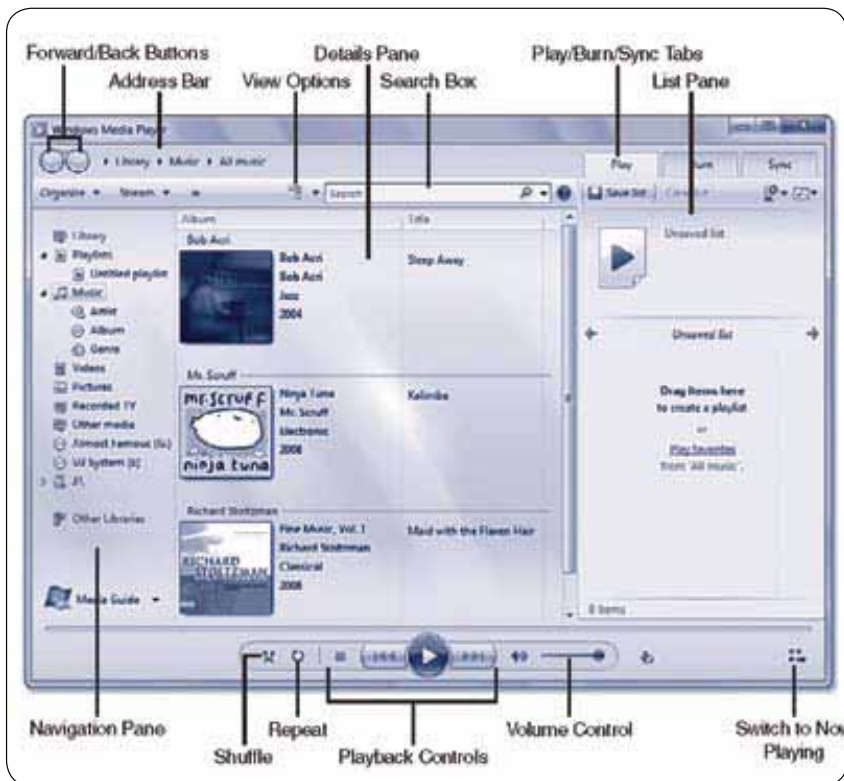 Forward/Back Buttons
Details Pane
Play/Burn/Sync Tabs
Address Bar
View Options
Search Box
List Pane
Windows Media Player
Library ▸ Music ▸ All music
Play
Burn
Sync
Organize
Stream
Search
Save list
Album
Title
Library
Playlists
Untitled playlist
Music
Artist
Album
Genre
Videos
Pictures
Recorded TV
Other media
Almost Famous
Other Libraries
Media Guide
Bob Acri
Bob Acri
Bob Acri
Jazz
2004
Sleep Away
Mr. Scruff
mr.scruff
ninja tuna
Ninja Tuna
Mr. Scruff
Electronic
2008
Kalimba
Richard Stoltzman
RICHARD
STOLTZMAN
Fine Music, Vol. 1
Richard Stoltzman
Classical
2008
Maid with the Flaxen Hair
Unsaved list
Unsaved list
Drag items here
to create a playlist
or
Play favorites
from 'All music'.
8 items
Navigation Pane
Shuffle
Repeat
Playback Controls
Volume Control
Switch to Now
Playing